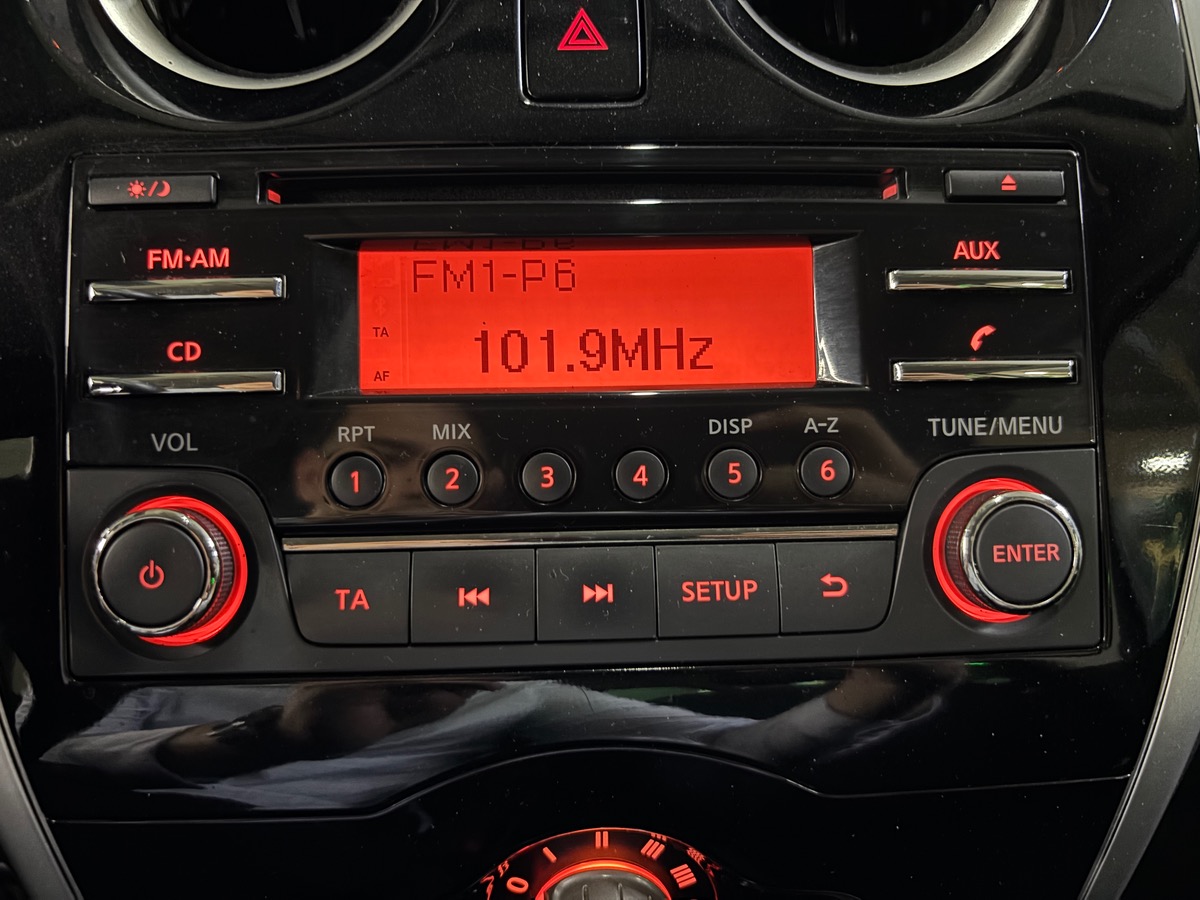 FM·AM
AUX
FM1-P6
TA
101.9MHz
CD
AF
VOL
RPT
MIX
DISP
A-Z
TUNE/MENU
1 2 3 4 5 6
TA
SETUP
ENTER
0